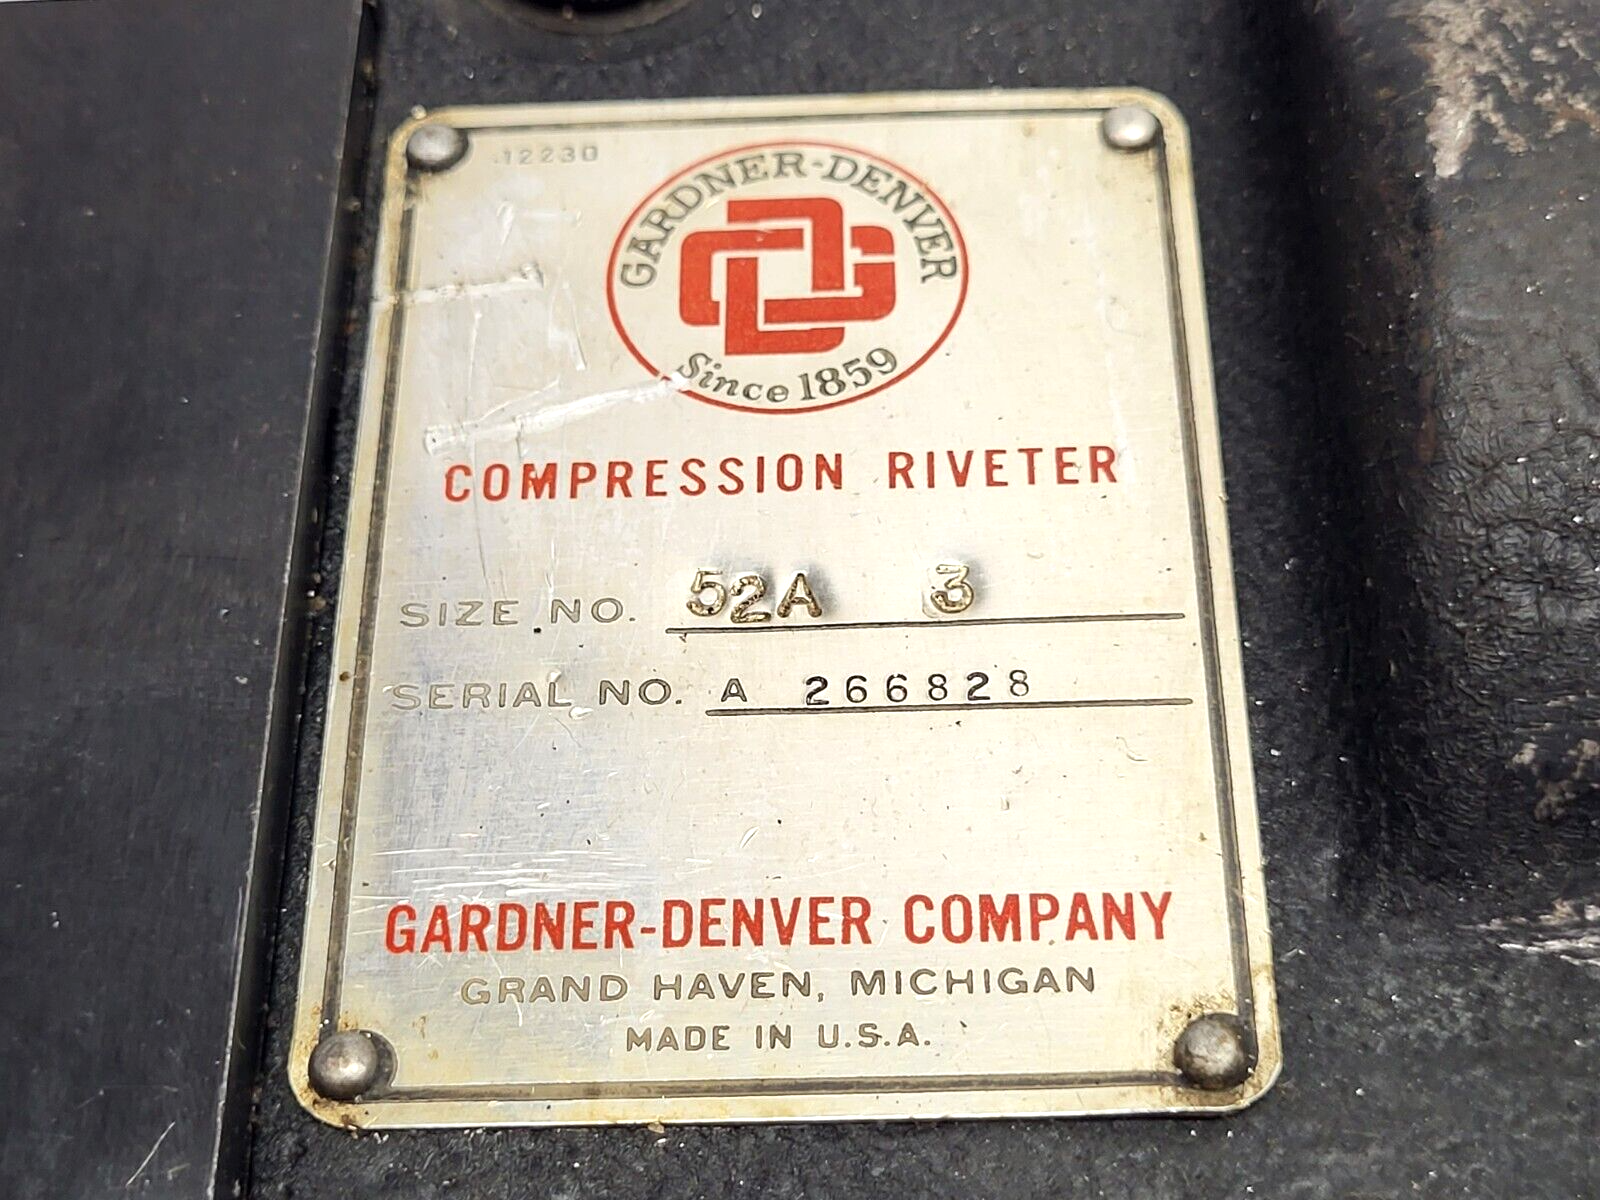 12230
GARDNER-DENVER
Since 1859
COMPRESSION RIVETER
SIZE NO. 52A 3
SERIAL NO. A 266828
GARDNER-DENVER COMPANY
GRAND HAVEN, MICHIGAN
MADE IN U.S.A.